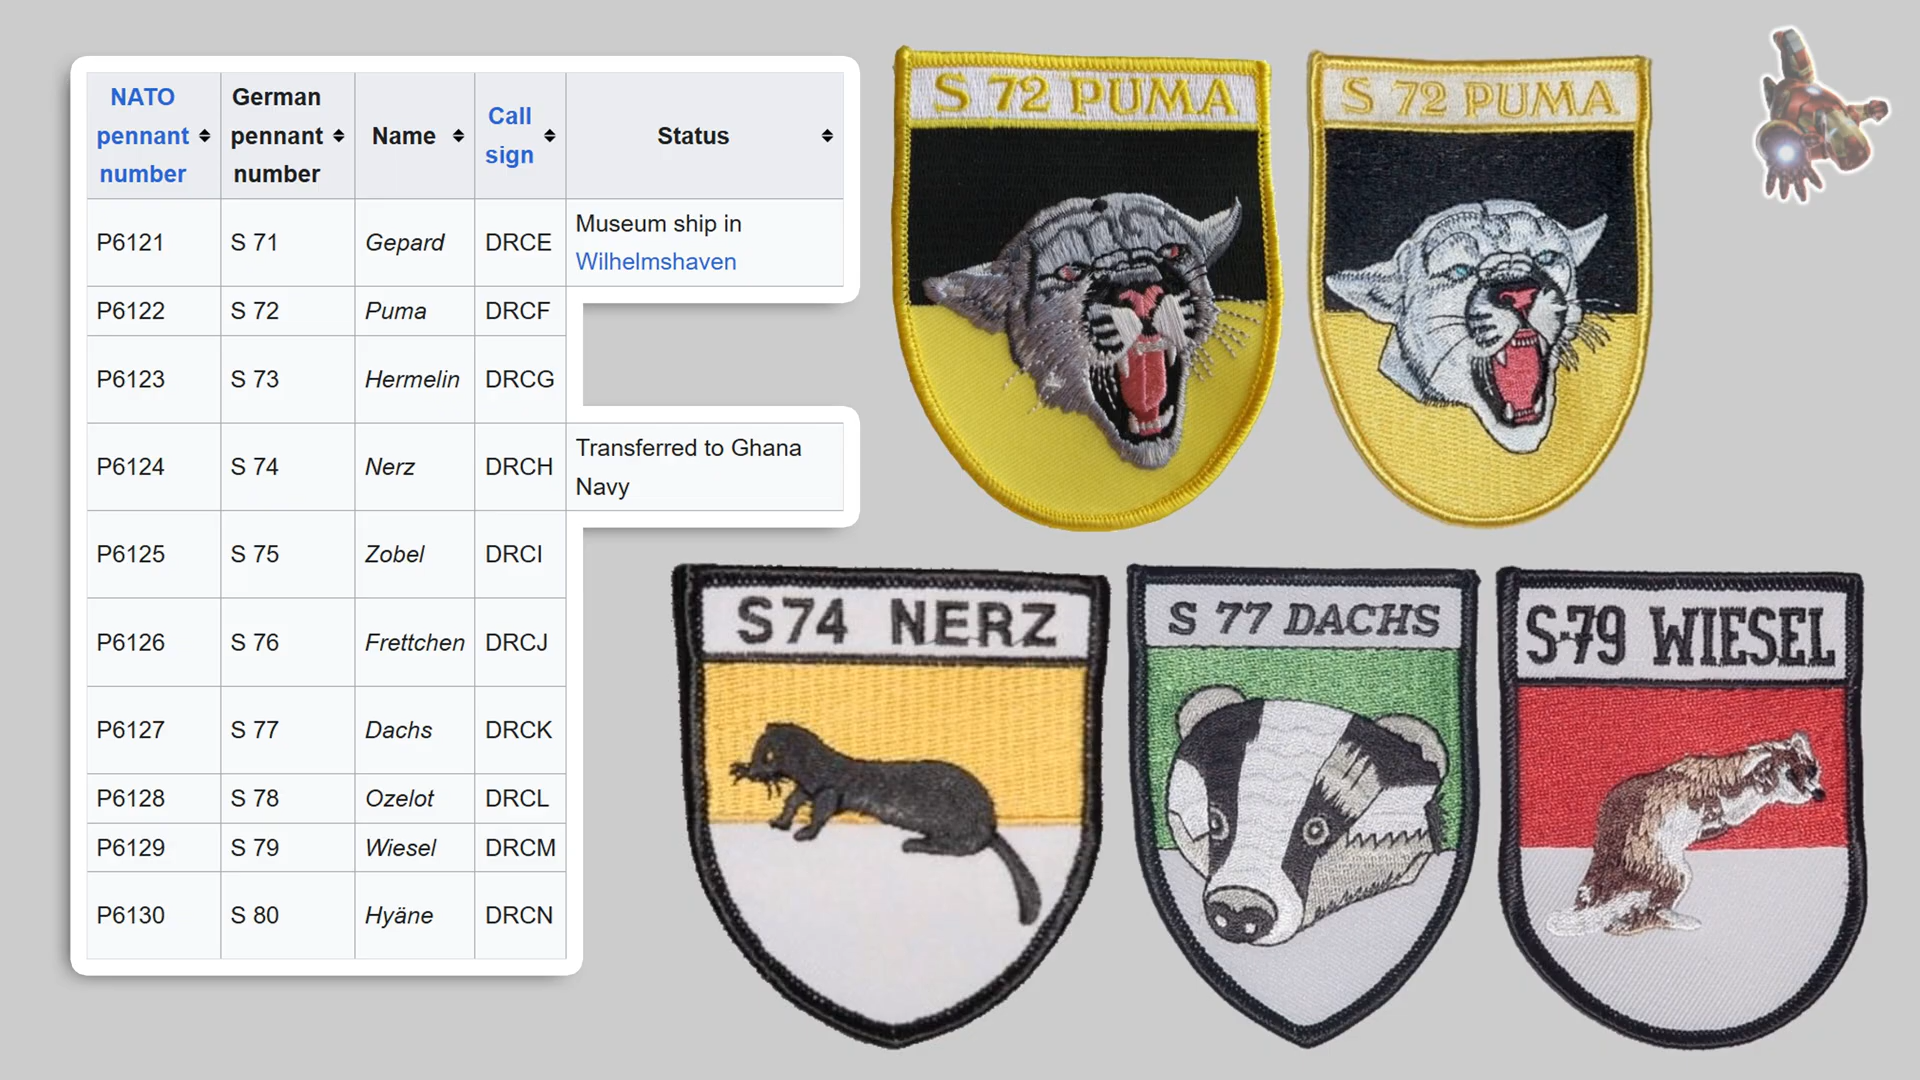 NATO pennant number
German pennant number
Name
Call sign
Status
P6121 S 71 Gepard DRCE Museum ship in Wilhelmshaven
P6122 S 72 Puma DRCF
P6123 S 73 Hermelin DRCG
P6124 S 74 Nerz DRCH Transferred to Ghana Navy
P6125 S 75 Zobel DRCI
P6126 S 76 Frettchen DRCJ
P6127 S 77 Dachs DRCK
P6128 S 78 Ozelot DRCL
P6129 S 79 Wiesel DRCM
P6130 S 80 Hyäne DRCN
S 72 PUMA
S 72 PUMA
S74 NERZ
S 77 DACHS
S-79 WIESEL